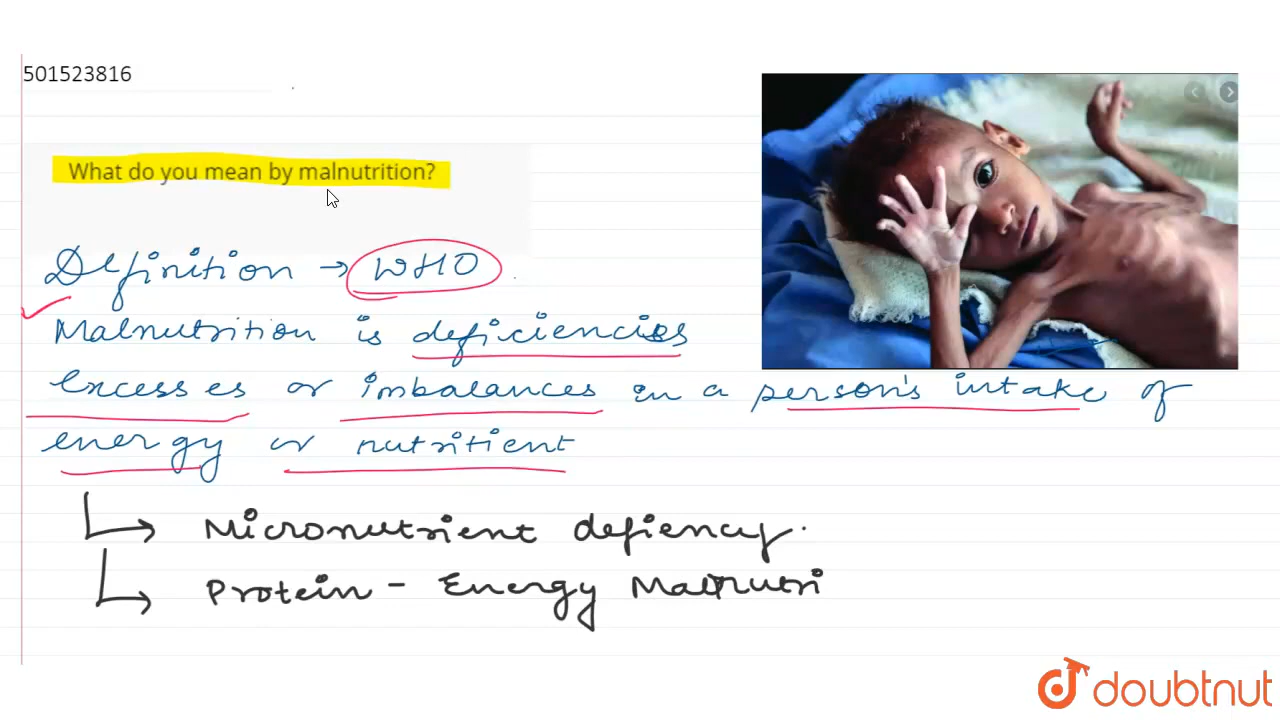 501523816
What do you mean by malnutrition?
Definition → WHO
Malnutrition is deficiencies
Excesses or imbalances in a person's intake of
energy or nutritient
Micronutrient defiency.
Protein - Energy Malnutri
doubtnut